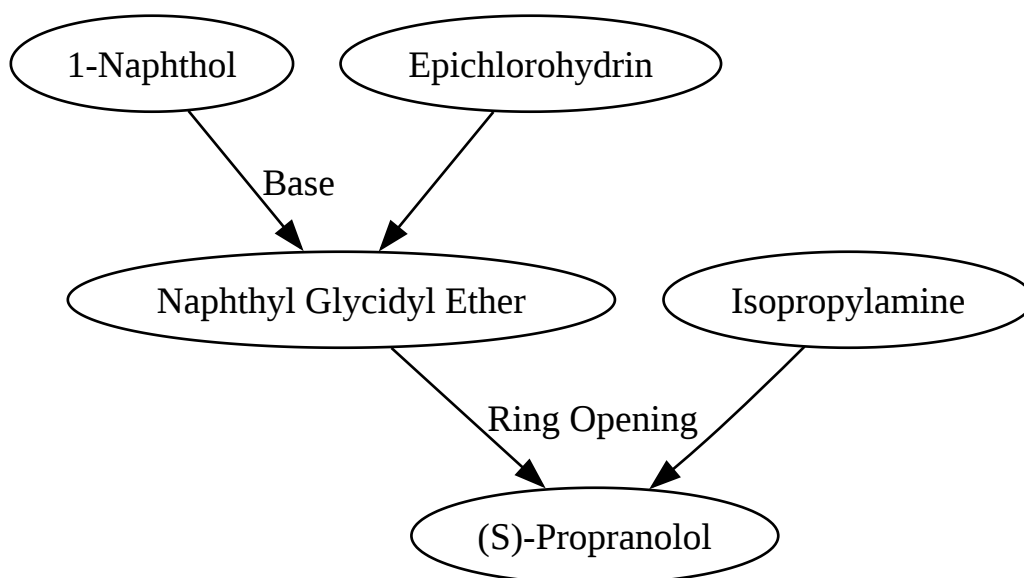 1-Naphthol
Epichlorohydrin
Base
Naphthyl Glycidyl Ether
Isopropylamine
Ring Opening
(S)-Propranolol